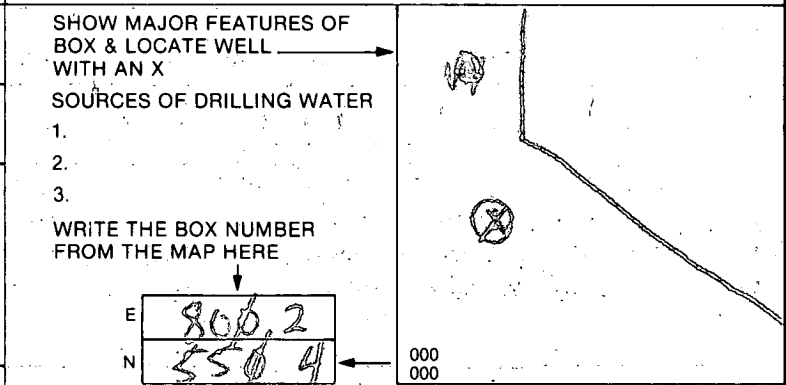 SHOW MAJOR FEATURES OF
BOX & LOCATE WELL
WITH AN X
SOURCES OF DRILLING WATER
1.
2.
3.
WRITE THE BOX NUMBER
FROM THE MAP HERE
E 800 2
N 550 4
X
000
000